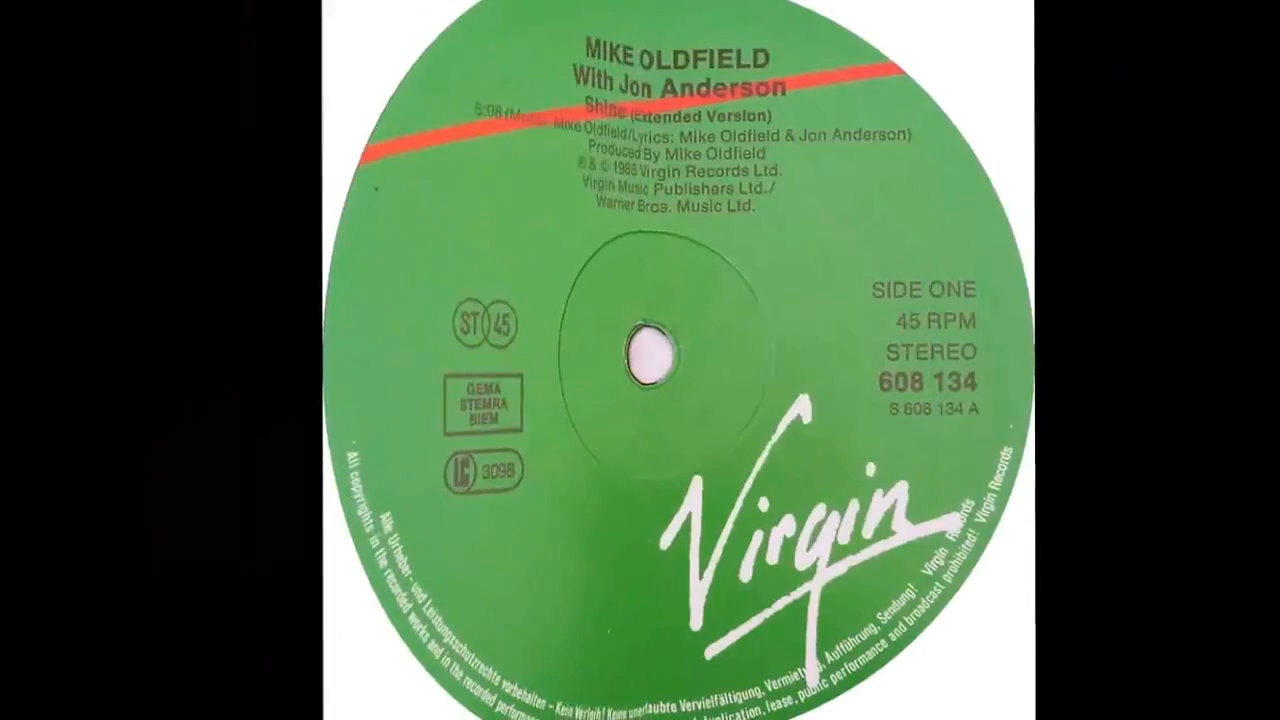 MIKE OLDFIELD
With Jon Anderson
Shine (Extended Version)
5:08 (Music: Mike Oldfield/Lyrics: Mike Oldfield & Jon Anderson)
Produced By Mike Oldfield
℗ & © 1986 Virgin Records Ltd.
Virgin Music Publishers Ltd./
Warner Bros. Music Ltd.
SIDE ONE
45 RPM
STEREO
608 134
S 608 134 A
ST 45
GEMA
STEMRA
BIEM
LC 3098
Virgin
Alle Urheber- und Leistungsschutzrechte vorbehalten – Kein Verleih! Keine unerlaubte Vervielfältigung, Vermietung, Aufführung, Sendung! Virgin Records
All copyrights in the recorded works and in the recorded duplication, lease, public performance and broadcast prohibited! Virgin Records